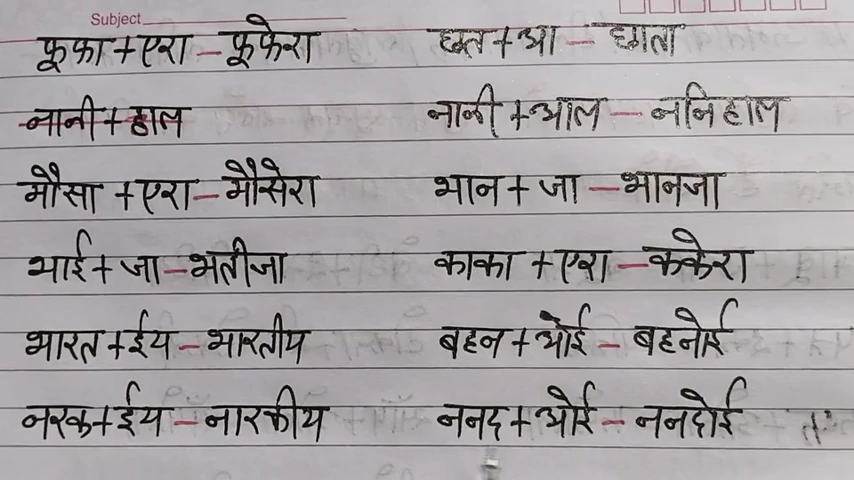 Subject
फूफा + एरा – फूफेरा छत + आ – छाता
नानी + हाल नानी + आल – ननिहाल
मौसा + एरा – मौसेरा भान + जा – भानजा
भाई + जा – भतीजा काका + एरा – ककेरा
भारत + ईय – भारतीय बहन + ओई – बहनोई
नरक + ईय – नारकीय ननद + ओई – ननदोई